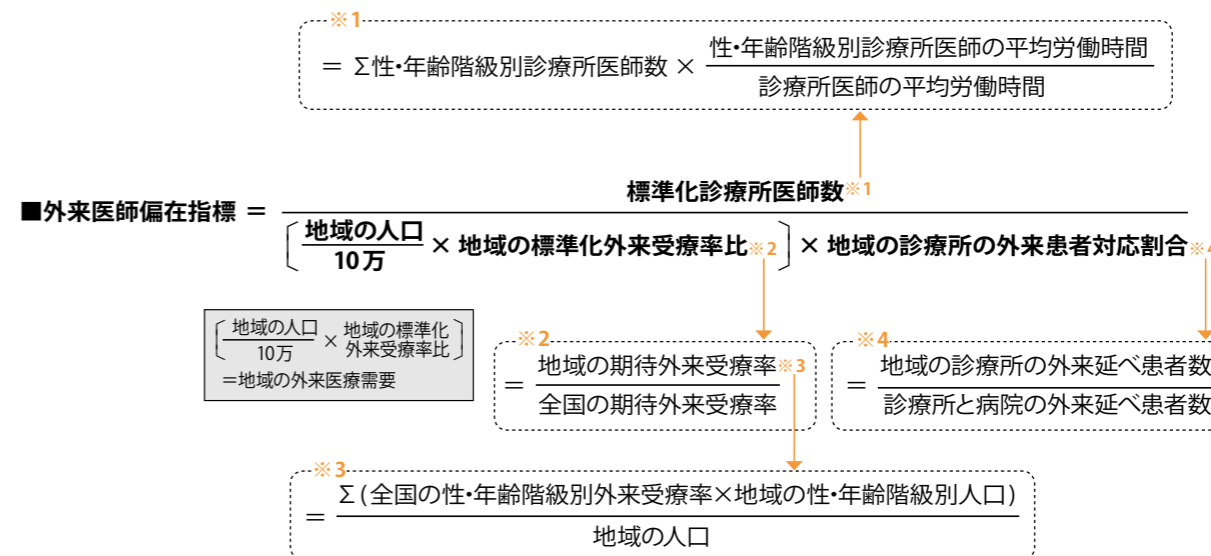 ※1
= Σ性・年齢階級別診療所医師数 × 性・年齢階級別診療所医師の平均労働時間
診療所医師の平均労働時間
標準化診療所医師数※1
■外来医師偏在指標 =
地域の人口
10万
× 地域の標準化外来受療率比※2
× 地域の診療所の外来患者対応割合※4
地域の人口
10万
× 地域の標準化
外来受療率比
=地域の外来医療需要
※2
= 地域の期待外来受療率※3
全国の期待外来受療率
※4
= 地域の診療所の外来延べ患者数
診療所と病院の外来延べ患者数
※3
= Σ(全国の性・年齢階級別外来受療率×地域の性・年齢階級別人口)
地域の人口